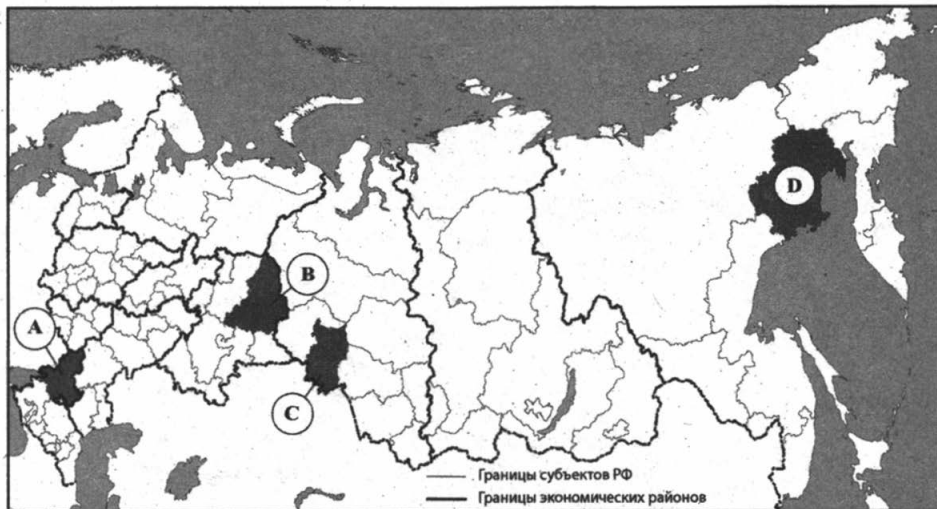 D
B
A
C
Границы субъектов РФ
Границы экономических районов